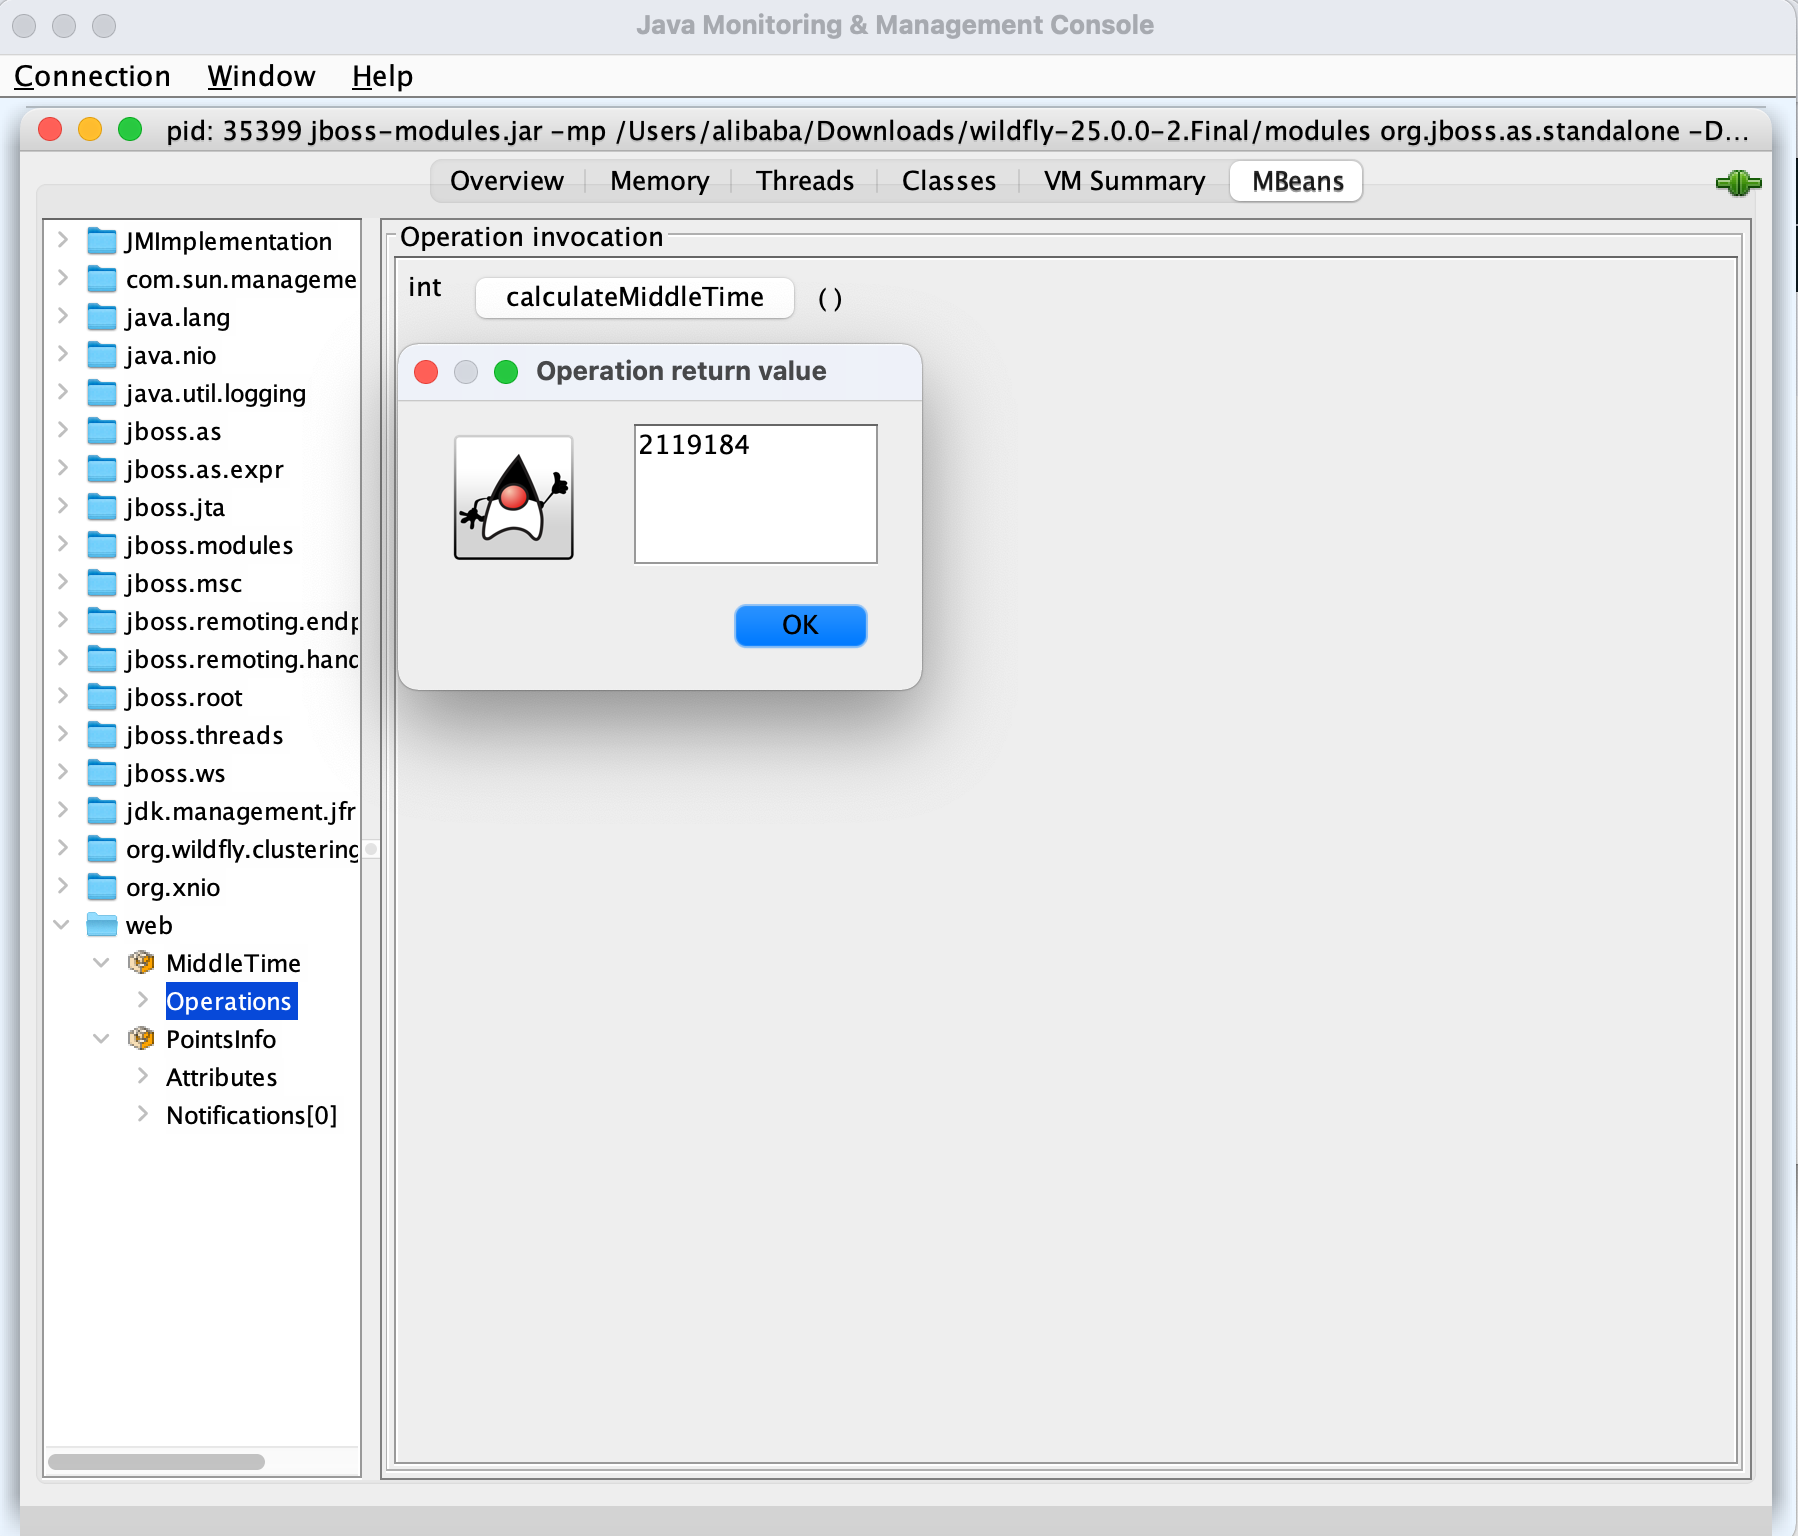 Java Monitoring & Management Console
Connection Window Help
pid: 35399 jboss-modules.jar -mp /Users/alibaba/Downloads/wildfly-25.0.0-2.Final/modules org.jboss.as.standalone -D...
Overview Memory Threads Classes VM Summary MBeans
JMImplementation
com.sun.manageme
java.lang
java.nio
java.util.logging
jboss.as
jboss.as.expr
jboss.jta
jboss.modules
jboss.msc
jboss.remoting.endp
jboss.remoting.hand
jboss.root
jboss.threads
jboss.ws
jdk.management.jfr
org.wildfly.clustering
org.xnio
web
MiddleTime
Operations
PointsInfo
Attributes
Notifications[0]
Operation invocation
int calculateMiddleTime ()
Operation return value
2119184
OK